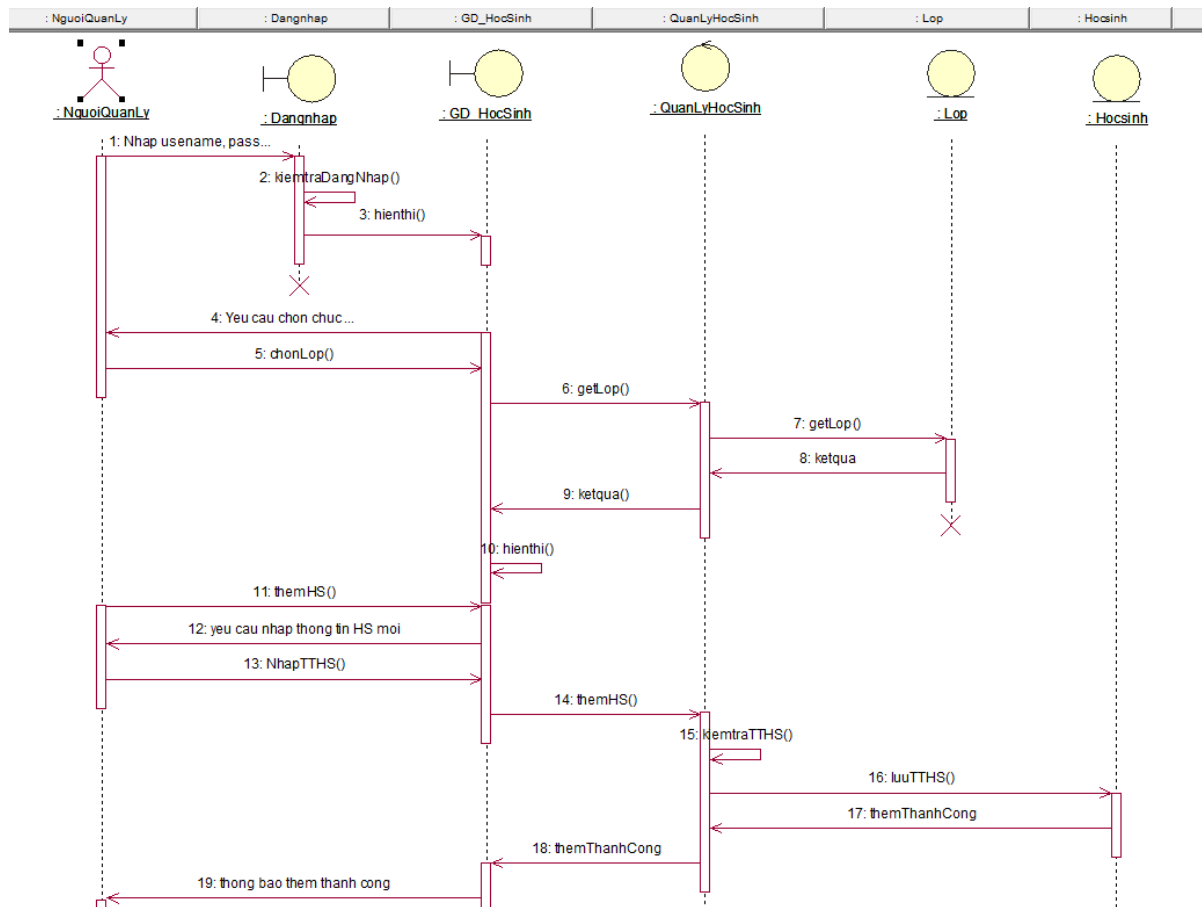 : NguoiQuanLy
: Dangnhap
: GD_HocSinh
: QuanLyHocSinh
: Lop
: Hocsinh
: NguoiQuanLy
: Dangnhap
: GD_HocSinh
: QuanLyHocSinh
: Lop
: Hocsinh
1: Nhap usename, pass...
2: kiemtraDangNhap()
3: hienthi()
4: Yeu cau chon chuc ...
5: chonLop()
6: getLop()
7: getLop()
8: ketqua
9: ketqua()
10: hienthi()
11: themHS()
12: yeu cau nhap thong tin HS moi
13: NhapTTHS()
14: themHS()
15: kiemtraTTHS()
16: luuTTHS()
17: themThanhCong
18: themThanhCong
19: thong bao them thanh cong